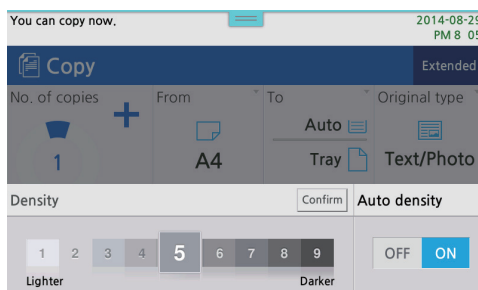 You can copy now.
2014-08-29
PM 8 05
Copy
Extended
No. of copies
From
To
Original type
Auto
1
A4
Tray
Text/Photo
Density
Confirm
Auto density
1 2 3 4 5 6 7 8 9
OFF ON
Lighter
Darker